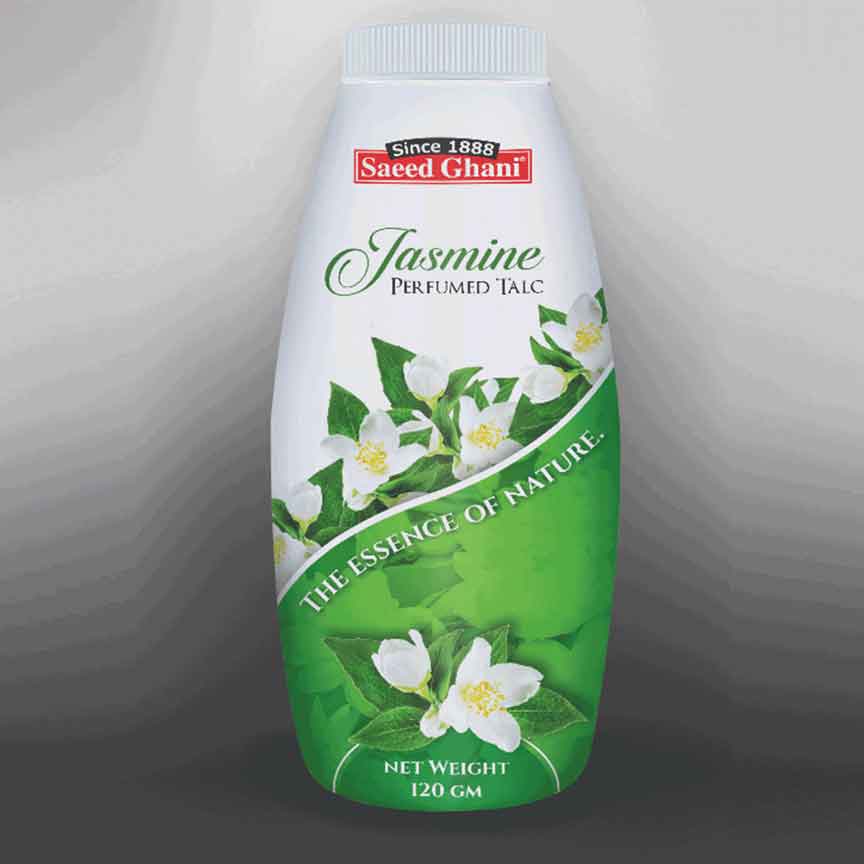 Since 1888
Saeed Ghani®
Jasmine
PERFUMED TALC
THE ESSENCE OF NATURE.
NET WEIGHT
120 GM